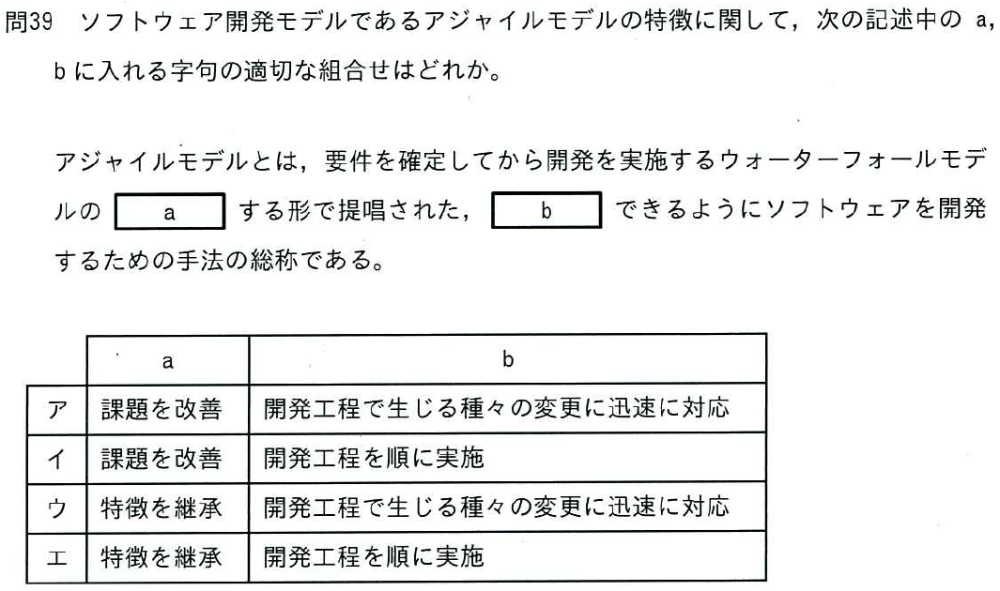 問39 ソフトウェア開発モデルであるアジャイルモデルの特徴に関して，次の記述中の a，
b に入れる字句の適切な組合せはどれか。
アジャイルモデルとは，要件を確定してから開発を実施するウォーターフォールモデ
ルの a する形で提唱された， b できるようにソフトウェアを開発
するための手法の総称である。
a b
ア 課題を改善 開発工程で生じる種々の変更に迅速に対応
イ 課題を改善 開発工程を順に実施
ウ 特徴を継承 開発工程で生じる種々の変更に迅速に対応
エ 特徴を継承 開発工程を順に実施